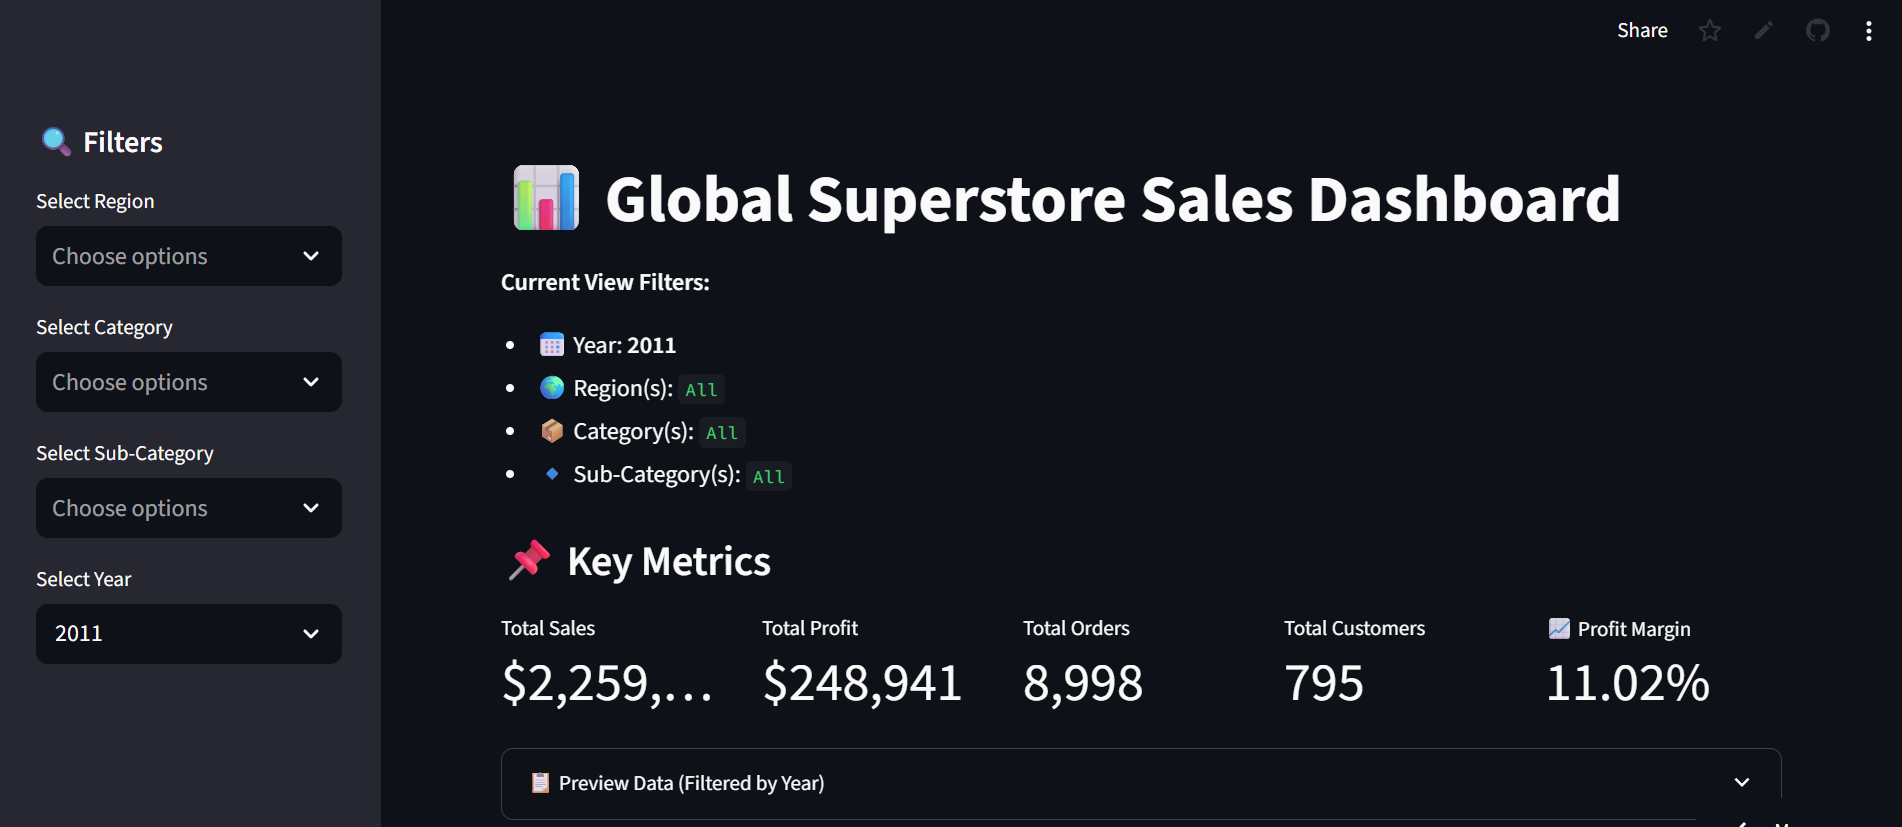 Share
Filters
Select Region
Choose options
Select Category
Choose options
Select Sub-Category
Choose options
Select Year
2011
Global Superstore Sales Dashboard
Current View Filters:
Year: 2011
Region(s): All
Category(s): All
Sub-Category(s): All
Key Metrics
Total Sales
$2,259,...
Total Profit
$248,941
Total Orders
8,998
Total Customers
795
Profit Margin
11.02%
Preview Data (Filtered by Year)